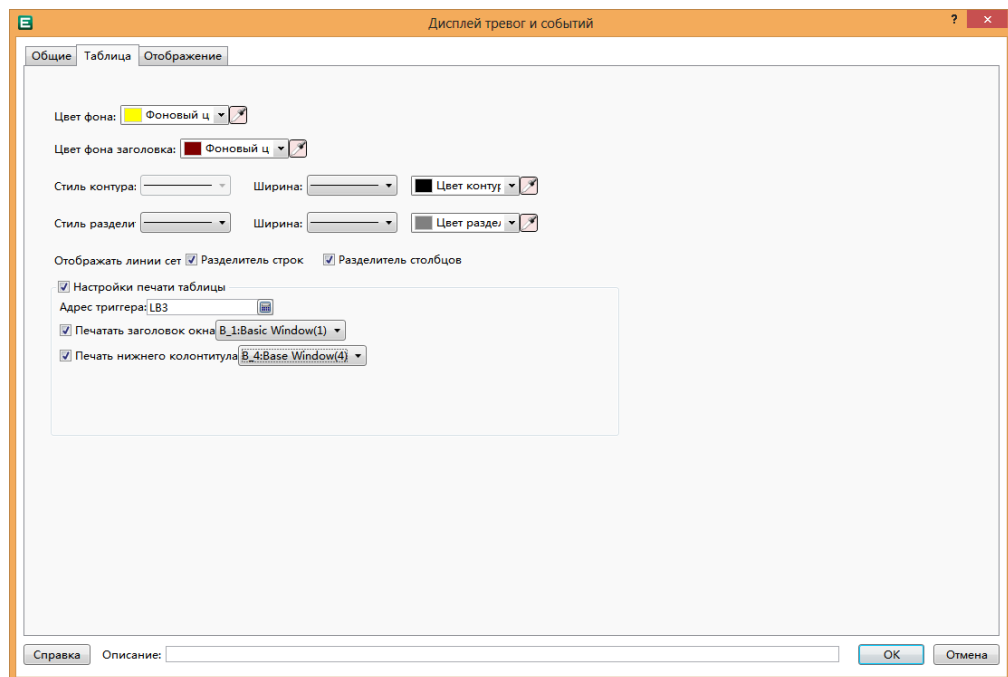 Дисплей тревог и событий
? ×
Общие Таблица Отображение
Цвет фона: Фоновый ц
Цвет фона заголовка: Фоновый ц
Стиль контура: Ширина: Цвет контур
Стиль раздели Ширина: Цвет разде
Отображать линии сет Разделитель строк Разделитель столбцов
Настройки печати таблицы
Адрес триггера: LB3
Печатать заголовок окна B_1:Basic Window(1)
Печать нижнего колонтитула B_4:Base Window(4)
Справка Описание: OK Отмена